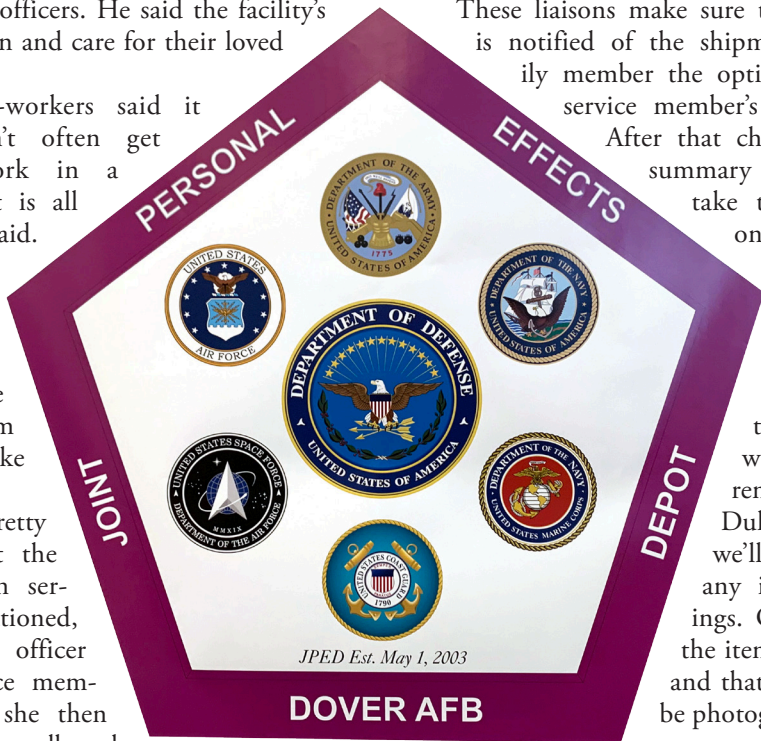 officers. He said the facility's
n and care for their loved
-workers said it
n't often get
ork in a
t is all
aid.
e
m
ke
retty
t the
n ser-
tioned,
officer
ce mem-
she then
These liaisons make sure t
is notified of the shipm
ily member the opti
service member's
After that ch
summary
take t
on
t
w
ren
Dul
we'll
any i
ings. C
the iten
and that
be photog
JOINT
PERSONAL
EFFECTS
DEPOT
DEPARTMENT OF THE ARMY
UNITED STATES OF AMERICA
1775
UNITED STATES
AIR FORCE
DEPARTMENT OF THE NAVY
UNITED STATES OF AMERICA
DEPARTMENT OF DEFENSE
UNITED STATES OF AMERICA
UNITED STATES SPACE FORCE
MMXIX
DEPARTMENT OF THE AIR FORCE
DEPARTMENT OF THE NAVY
UNITED STATES MARINE CORPS
UNITED STATES COAST GUARD
1790
JPED Est. May 1, 2003
DOVER AFB